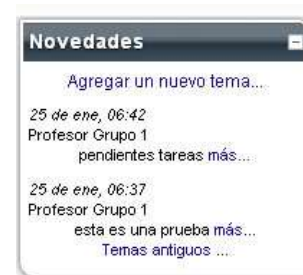 Novedades
Agregar un nuevo tema...
25 de ene, 06:42
Profesor Grupo 1
pendientes tareas más...
25 de ene, 06:37
Profesor Grupo 1
esta es una prueba más...
Temas antiguos ...